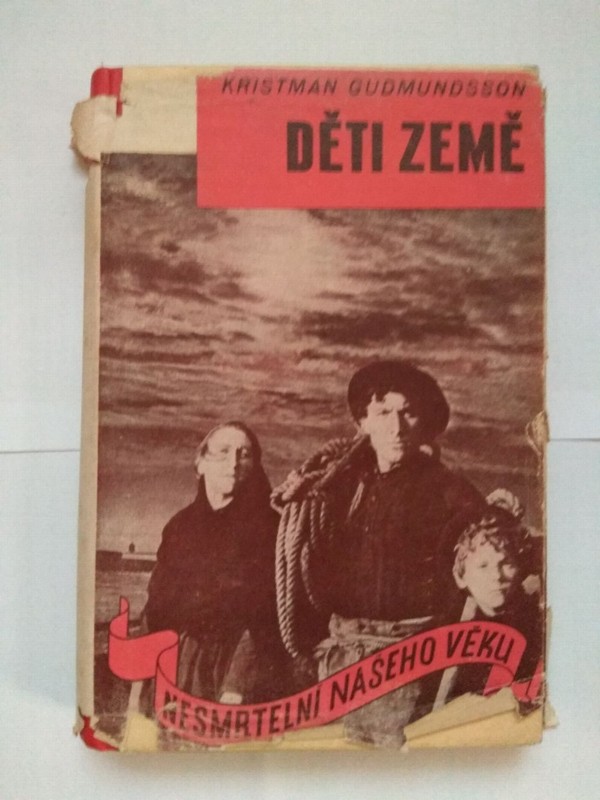 KRISTMAN GUDMUNDSSON
DĚTI ZEMĚ
NESMRTELNÍ NAŠEHO VĚKU